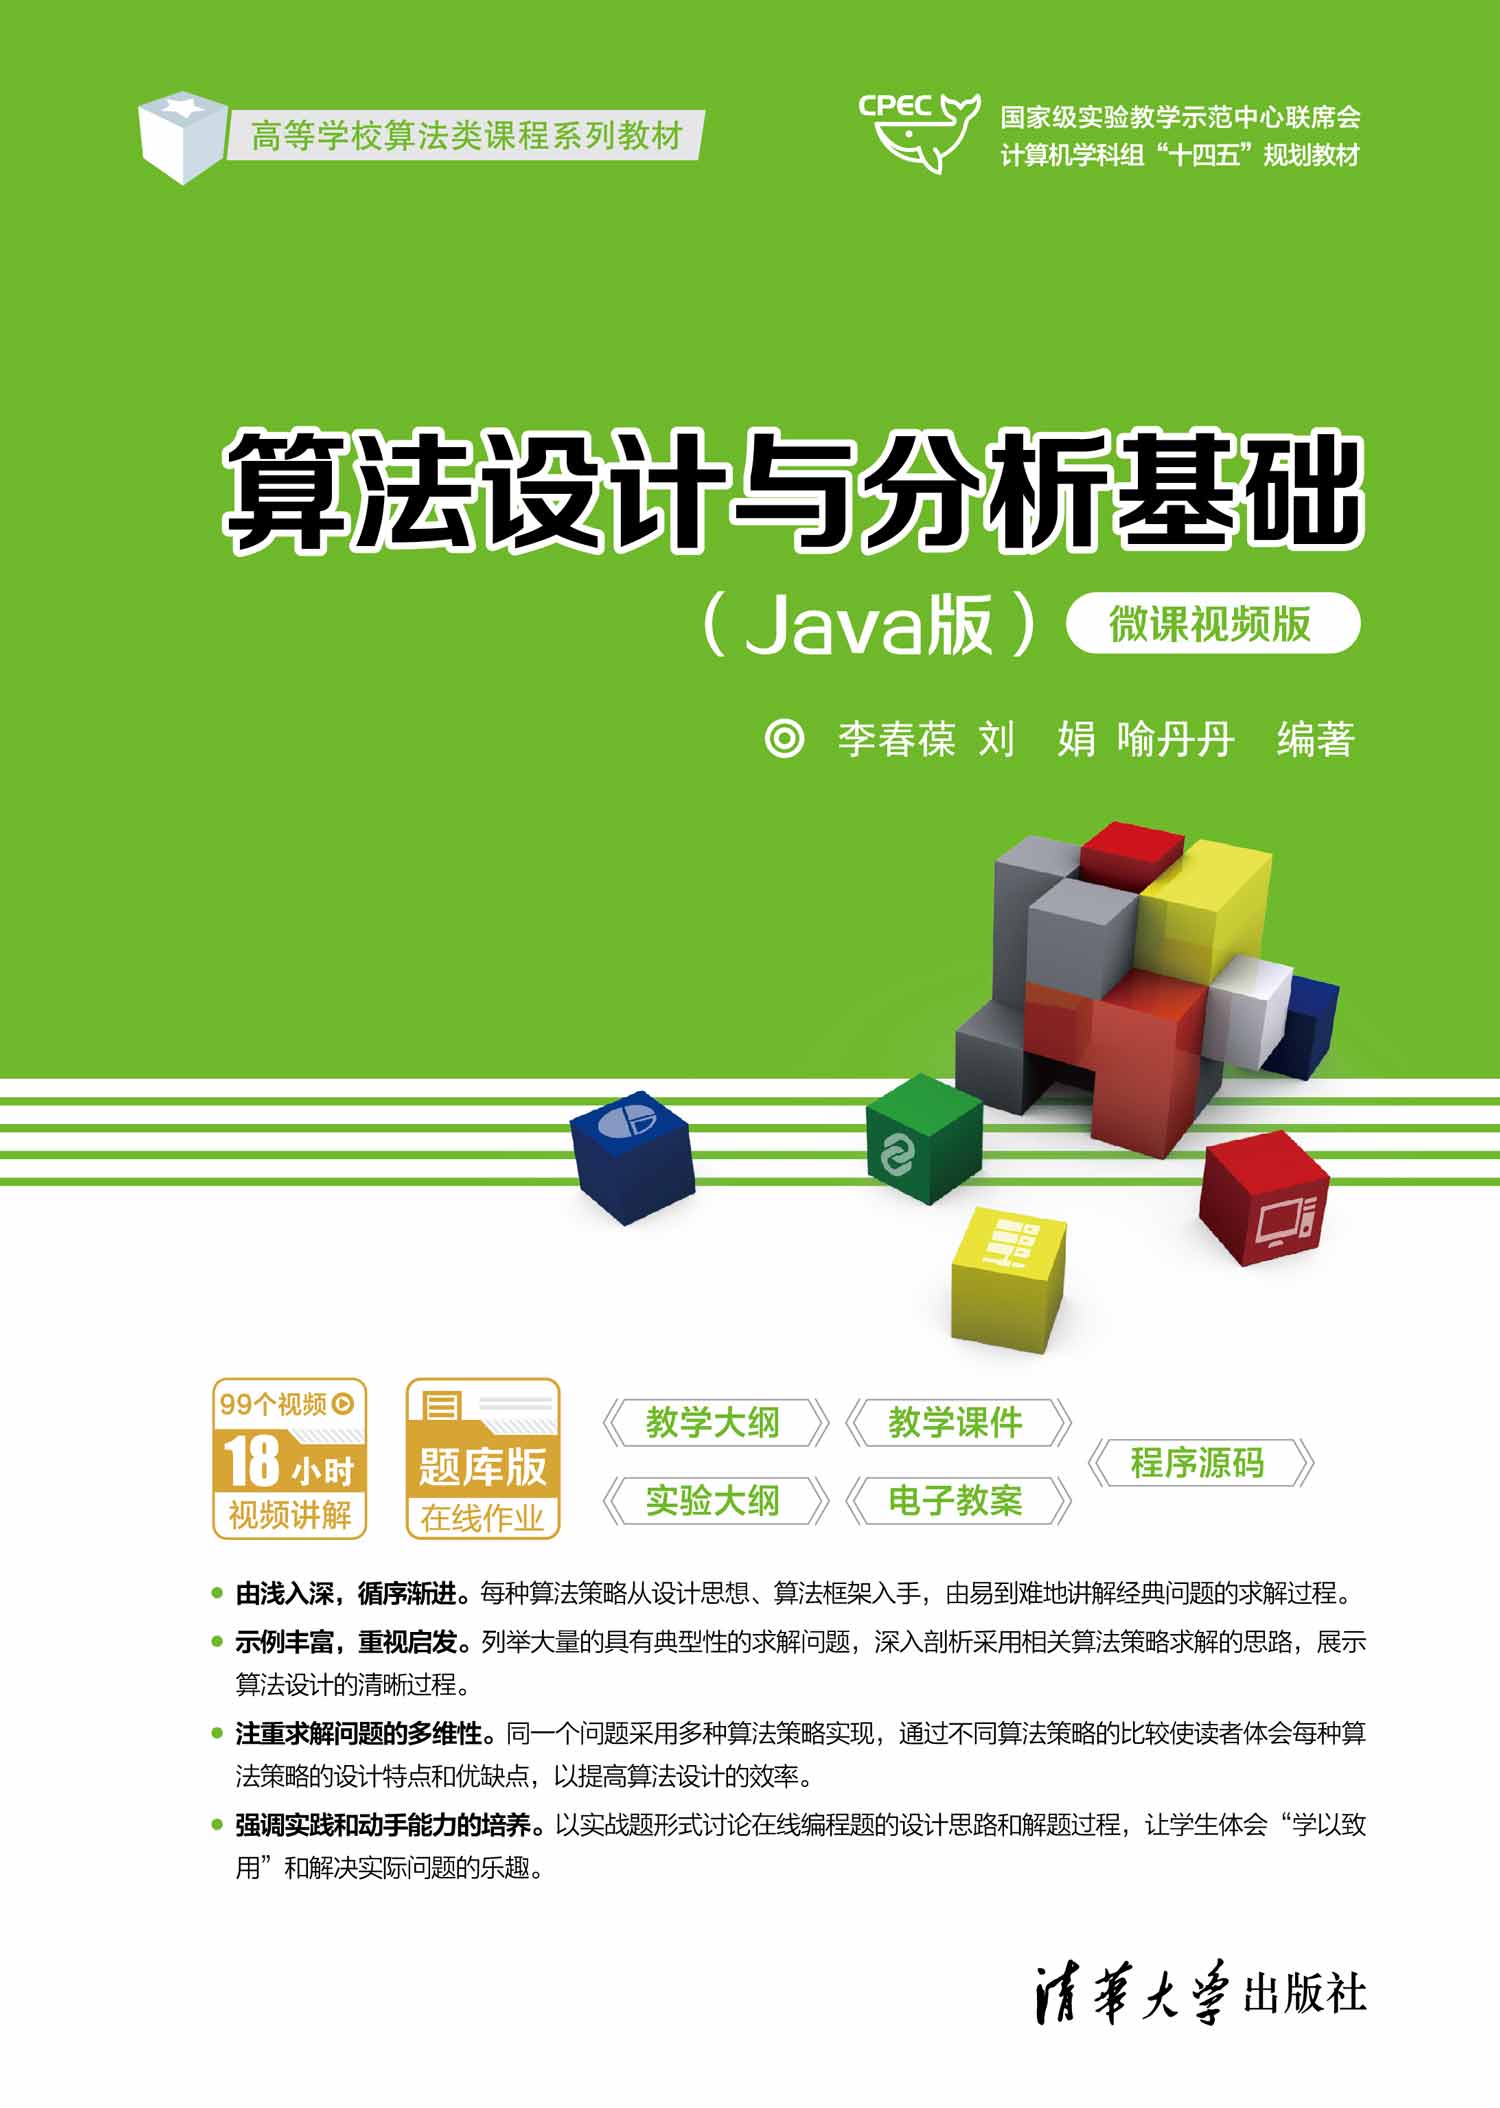 高等学校算法类课程系列教材
CPEC
国家级实验教学示范中心联席会
计算机学科组“十四五”规划教材
算法设计与分析基础
（Java版）
微课视频版
李春葆 刘　娟 喻丹丹　编著
99个视频
18小时
视频讲解
题库版
在线作业
教学大纲
教学课件
实验大纲
电子教案
程序源码
由浅入深，循序渐进。每种算法策略从设计思想、算法框架入手，由易到难地讲解经典问题的求解过程。
示例丰富，重视启发。列举大量的具有典型性的求解问题，深入剖析采用相关算法策略求解的思路，展示
算法设计的清晰过程。
注重求解问题的多维性。同一个问题采用多种算法策略实现，通过不同算法策略的比较使读者体会每种算
法策略的设计特点和优缺点，以提高算法设计的效率。
强调实践和动手能力的培养。以实战题形式讨论在线编程题的设计思路和解题过程，让学生体会“学以致
用”和解决实际问题的乐趣。
清華大学出版社